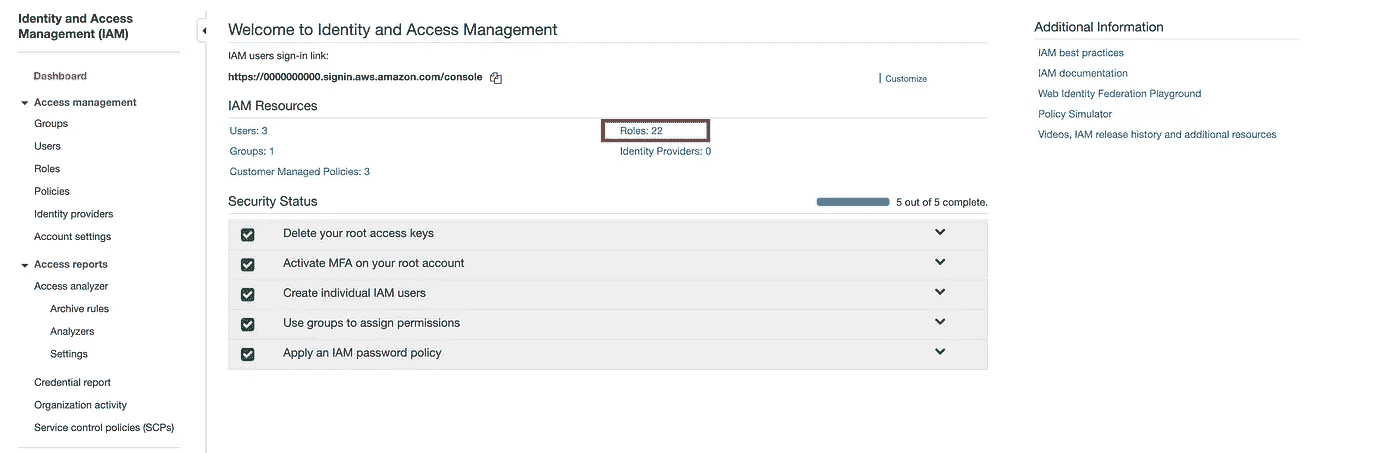 Identity and Access
Management (IAM)
Dashboard
Access management
Groups
Users
Roles
Policies
Identity providers
Account settings
Access reports
Access analyzer
Archive rules
Analyzers
Settings
Credential report
Organization activity
Service control policies (SCPs)
Welcome to Identity and Access Management
IAM users sign-in link:
https://0000000000.signin.aws.amazon.com/console
Customize
IAM Resources
Users: 3
Roles: 22
Groups: 1
Identity Providers: 0
Customer Managed Policies: 3
Security Status
5 out of 5 complete.
Delete your root access keys
Activate MFA on your root account
Create individual IAM users
Use groups to assign permissions
Apply an IAM password policy
Additional Information
IAM best practices
IAM documentation
Web Identity Federation Playground
Policy Simulator
Videos, IAM release history and additional resources